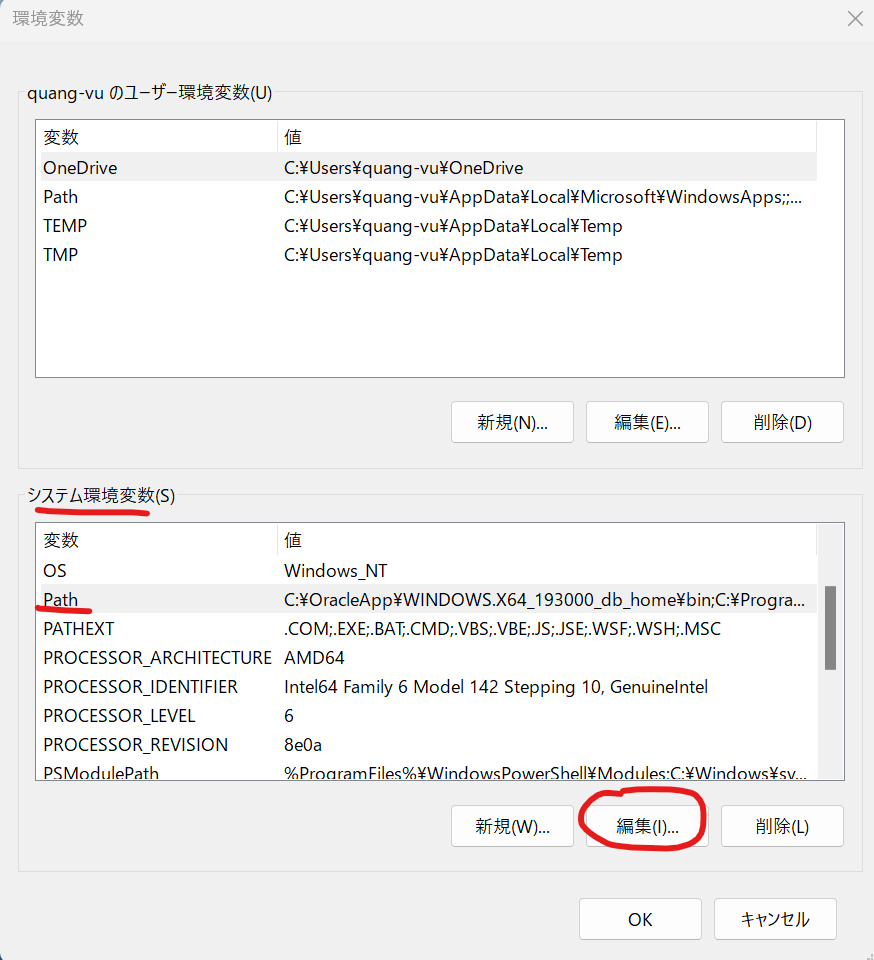 環境変数
quang-vu のユーザー環境変数(U)
変数 値
OneDrive C:¥Users¥quang-vu¥OneDrive
Path C:¥Users¥quang-vu¥AppData¥Local¥Microsoft¥WindowsApps;;...
TEMP C:¥Users¥quang-vu¥AppData¥Local¥Temp
TMP C:¥Users¥quang-vu¥AppData¥Local¥Temp
新規(N)... 編集(E)... 削除(D)
システム環境変数(S)
変数 値
OS Windows_NT
Path C:¥OracleApp¥WINDOWS.X64_193000_db_home¥bin;C:¥Progra...
PATHEXT .COM;.EXE;.BAT;.CMD;.VBS;.VBE;.JS;.JSE;.WSF;.WSH;.MSC
PROCESSOR_ARCHITECTURE AMD64
PROCESSOR_IDENTIFIER Intel64 Family 6 Model 142 Stepping 10, GenuineIntel
PROCESSOR_LEVEL 6
PROCESSOR_REVISION 8e0a
PSModulePath %ProgramFiles%¥WindowsPowerShell¥Modules;C:¥Windows¥sy...
新規(W)... 編集(I)... 削除(L)
OK キャンセル